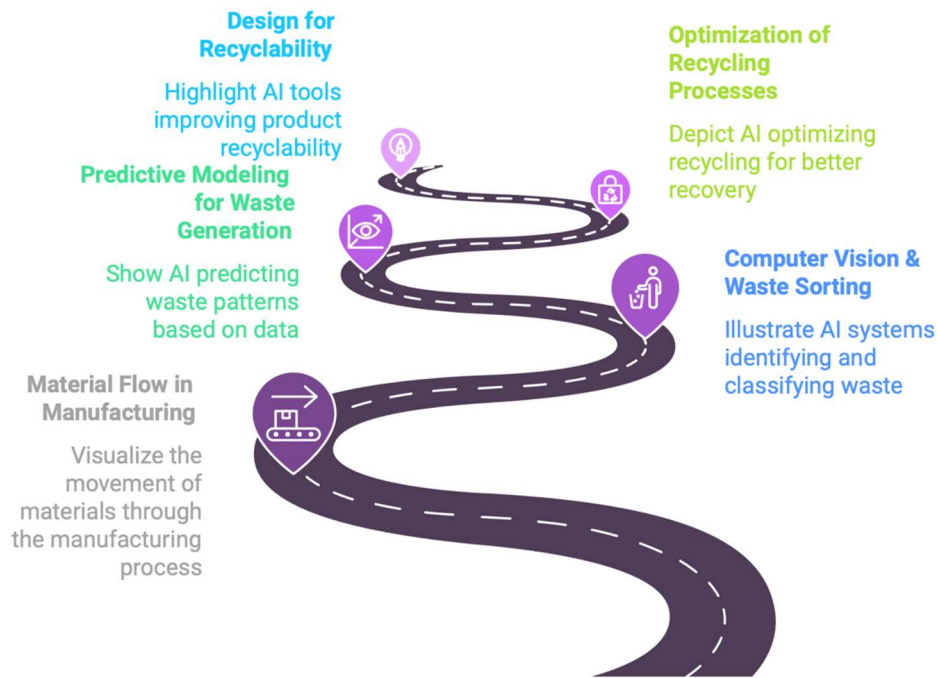 Design for
Recyclability
Highlight AI tools
improving product
recyclability
Optimization of
Recycling
Processes
Depict AI optimizing
recycling for better
recovery
Predictive Modeling
for Waste
Generation
Show AI predicting
waste patterns
based on data
Computer Vision &
Waste Sorting
Illustrate AI systems
identifying and
classifying waste
Material Flow in
Manufacturing
Visualize the
movement of
materials through
the manufacturing
process